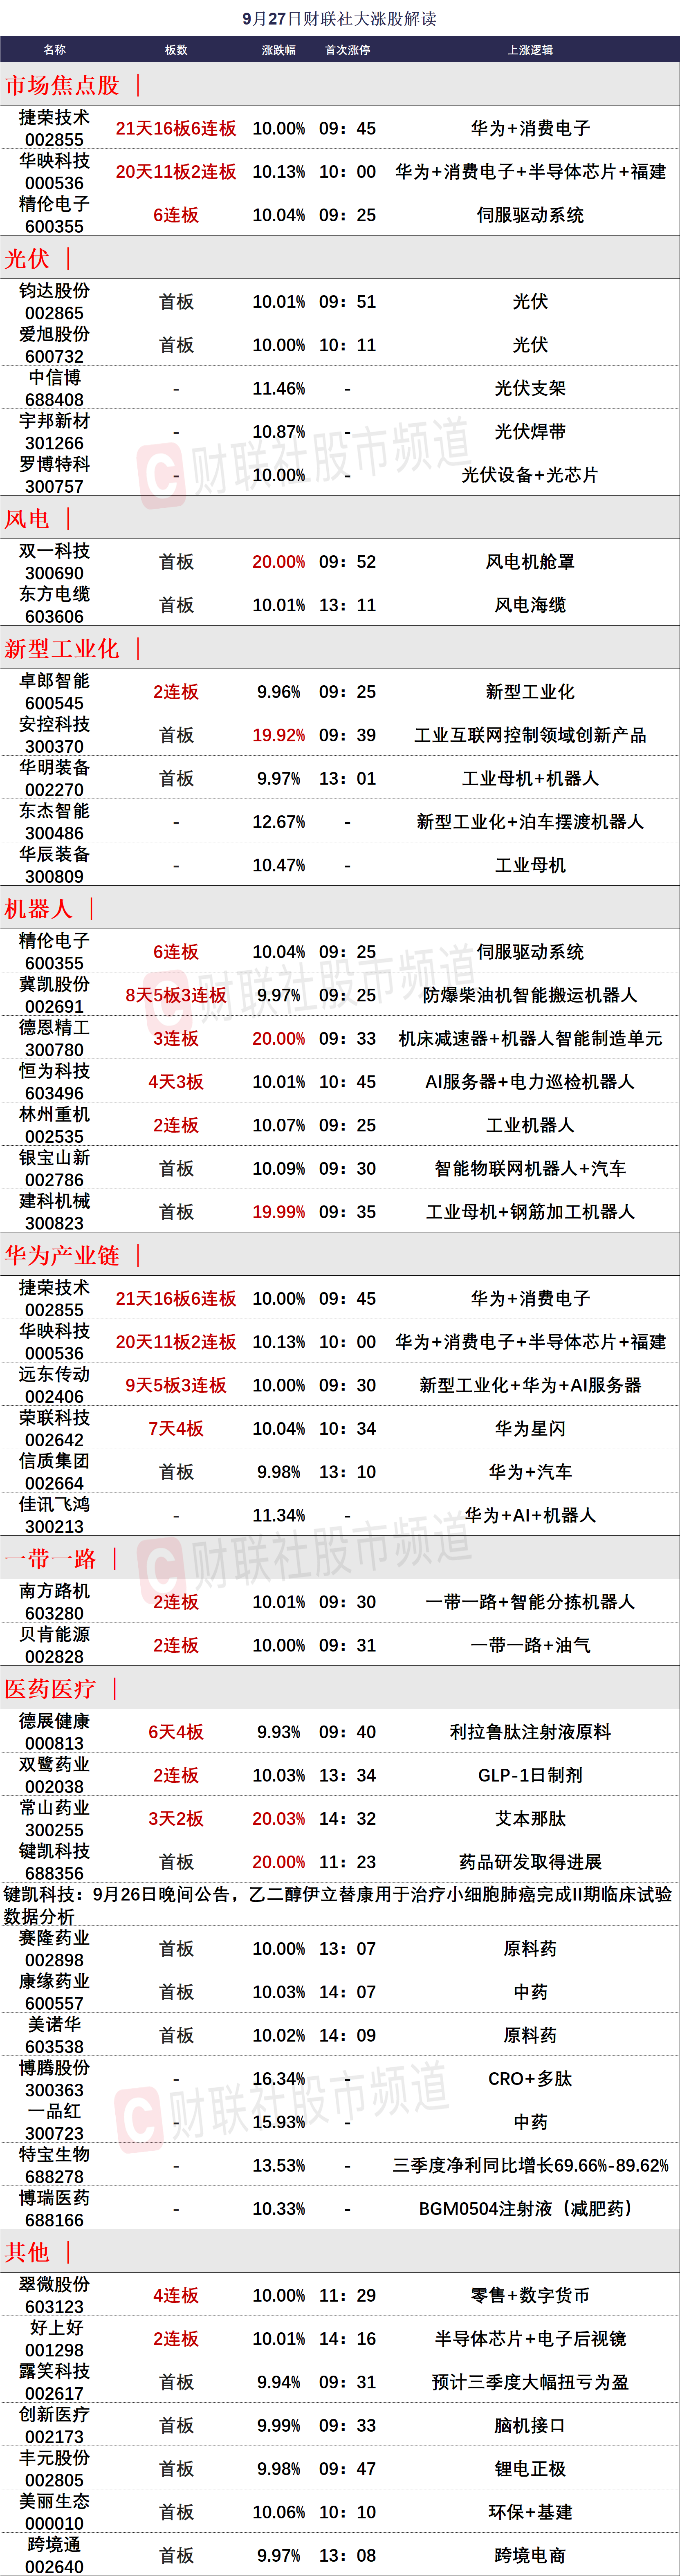 9月27日财联社大涨股解读
名称 板数 涨跌幅 首次涨停 上涨逻辑
市场焦点股 |
捷荣技术
002855 21天16板6连板 10.00% 09：45 华为+消费电子
华映科技
000536 20天11板2连板 10.13% 10：00 华为+消费电子+半导体芯片+福建
精伦电子
600355 6连板 10.04% 09：25 伺服驱动系统
光伏 |
钧达股份
002865 首板 10.01% 09：51 光伏
爱旭股份
600732 首板 10.00% 10：11 光伏
中信博
688408 - 11.46% - 光伏支架
宇邦新材
301266 - 10.87% - 光伏焊带
罗博特科
300757 - 10.00% - 光伏设备+光芯片
财联社股市频道
风电 |
双一科技
300690 首板 20.00% 09：52 风电机舱罩
东方电缆
603606 首板 10.01% 13：11 风电海缆
新型工业化 |
卓郎智能
600545 2连板 9.96% 09：25 新型工业化
安控科技
300370 首板 19.92% 09：39 工业互联网控制领域创新产品
华明装备
002270 首板 9.97% 13：01 工业母机+机器人
东杰智能
300486 - 12.67% - 新型工业化+泊车摆渡机器人
华辰装备
300809 - 10.47% - 工业母机
机器人 |
精伦电子
600355 6连板 10.04% 09：25 伺服驱动系统
冀凯股份
002691 8天5板3连板 9.97% 09：25 防爆柴油机智能搬运机器人
财联社股市频道
德恩精工
300780 3连板 20.00% 09：33 机床减速器+机器人智能制造单元
恒为科技
603496 4天3板 10.01% 10：45 AI服务器+电力巡检机器人
林州重机
002535 2连板 10.07% 09：25 工业机器人
银宝山新
002786 首板 10.09% 09：30 智能物联网机器人+汽车
建科机械
300823 首板 19.99% 09：35 工业母机+钢筋加工机器人
华为产业链 |
捷荣技术
002855 21天16板6连板 10.00% 09：45 华为+消费电子
华映科技
000536 20天11板2连板 10.13% 10：00 华为+消费电子+半导体芯片+福建
远东传动
002406 9天5板3连板 10.00% 09：30 新型工业化+华为+AI服务器
荣联科技
002642 7天4板 10.04% 10：34 华为星闪
信质集团
002664 首板 9.98% 13：10 华为+汽车
佳讯飞鸿
300213 - 11.34% - 华为+AI+机器人
财联社股市频道
一带一路 |
南方路机
603280 2连板 10.01% 09：30 一带一路+智能分拣机器人
贝肯能源
002828 2连板 10.00% 09：31 一带一路+油气
医药医疗 |
德展健康
000813 6天4板 9.93% 09：40 利拉鲁肽注射液原料
双鹭药业
002038 2连板 10.03% 13：34 GLP-1日制剂
常山药业
300255 3天2板 20.03% 14：32 艾本那肽
键凯科技
688356 首板 20.00% 11：23 药品研发取得进展
键凯科技：9月26日晚间公告，乙二醇伊立替康用于治疗小细胞肺癌完成II期临床试验
数据分析
赛隆药业
002898 首板 10.00% 13：07 原料药
康缘药业
600557 首板 10.03% 14：07 中药
美诺华
603538 首板 10.02% 14：09 原料药
博腾股份
300363 - 16.34% - CRO+多肽
财联社股市频道
一品红
300723 - 15.93% - 中药
特宝生物
688278 - 13.53% - 三季度净利同比增长69.66%-89.62%
博瑞医药
688166 - 10.33% - BGM0504注射液（减肥药）
其他 |
翠微股份
603123 4连板 10.00% 11：29 零售+数字货币
好上好
001298 2连板 10.01% 14：16 半导体芯片+电子后视镜
露笑科技
002617 首板 9.94% 09：31 预计三季度大幅扭亏为盈
创新医疗
002173 首板 9.99% 09：33 脑机接口
丰元股份
002805 首板 9.98% 09：47 锂电正极
美丽生态
000010 首板 10.06% 10：10 环保+基建
跨境通
002640 首板 9.97% 13：08 跨境电商